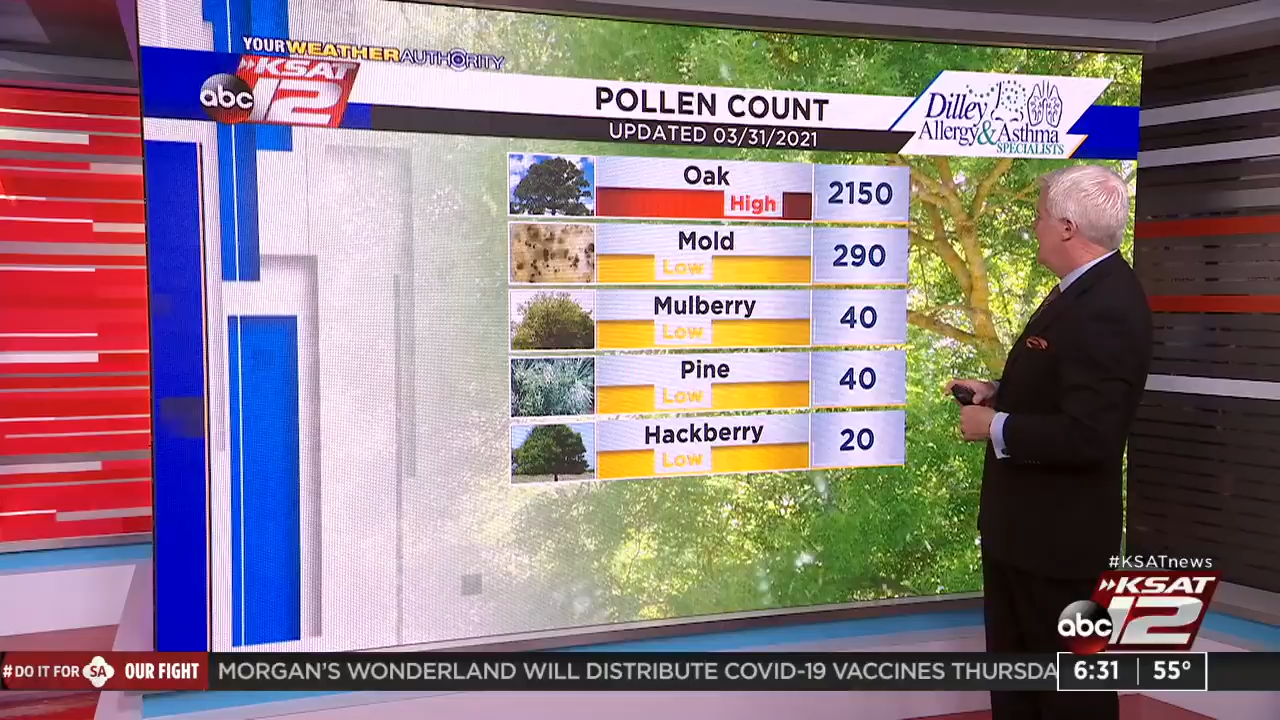 YOUR WEATHER AUTHORITY
KSAT
abc 12
POLLEN COUNT
UPDATED 03/31/2021
Dilley
Allergy & Asthma
SPECIALISTS
Oak
High
2150
Mold
Low
290
Mulberry
Low
40
Pine
Low
40
Hackberry
Low
20
#KSATnews
KSAT
abc 12
#DO IT FOR SA OUR FIGHT MORGAN'S WONDERLAND WILL DISTRIBUTE COVID-19 VACCINES THURSDA 6:31 55°